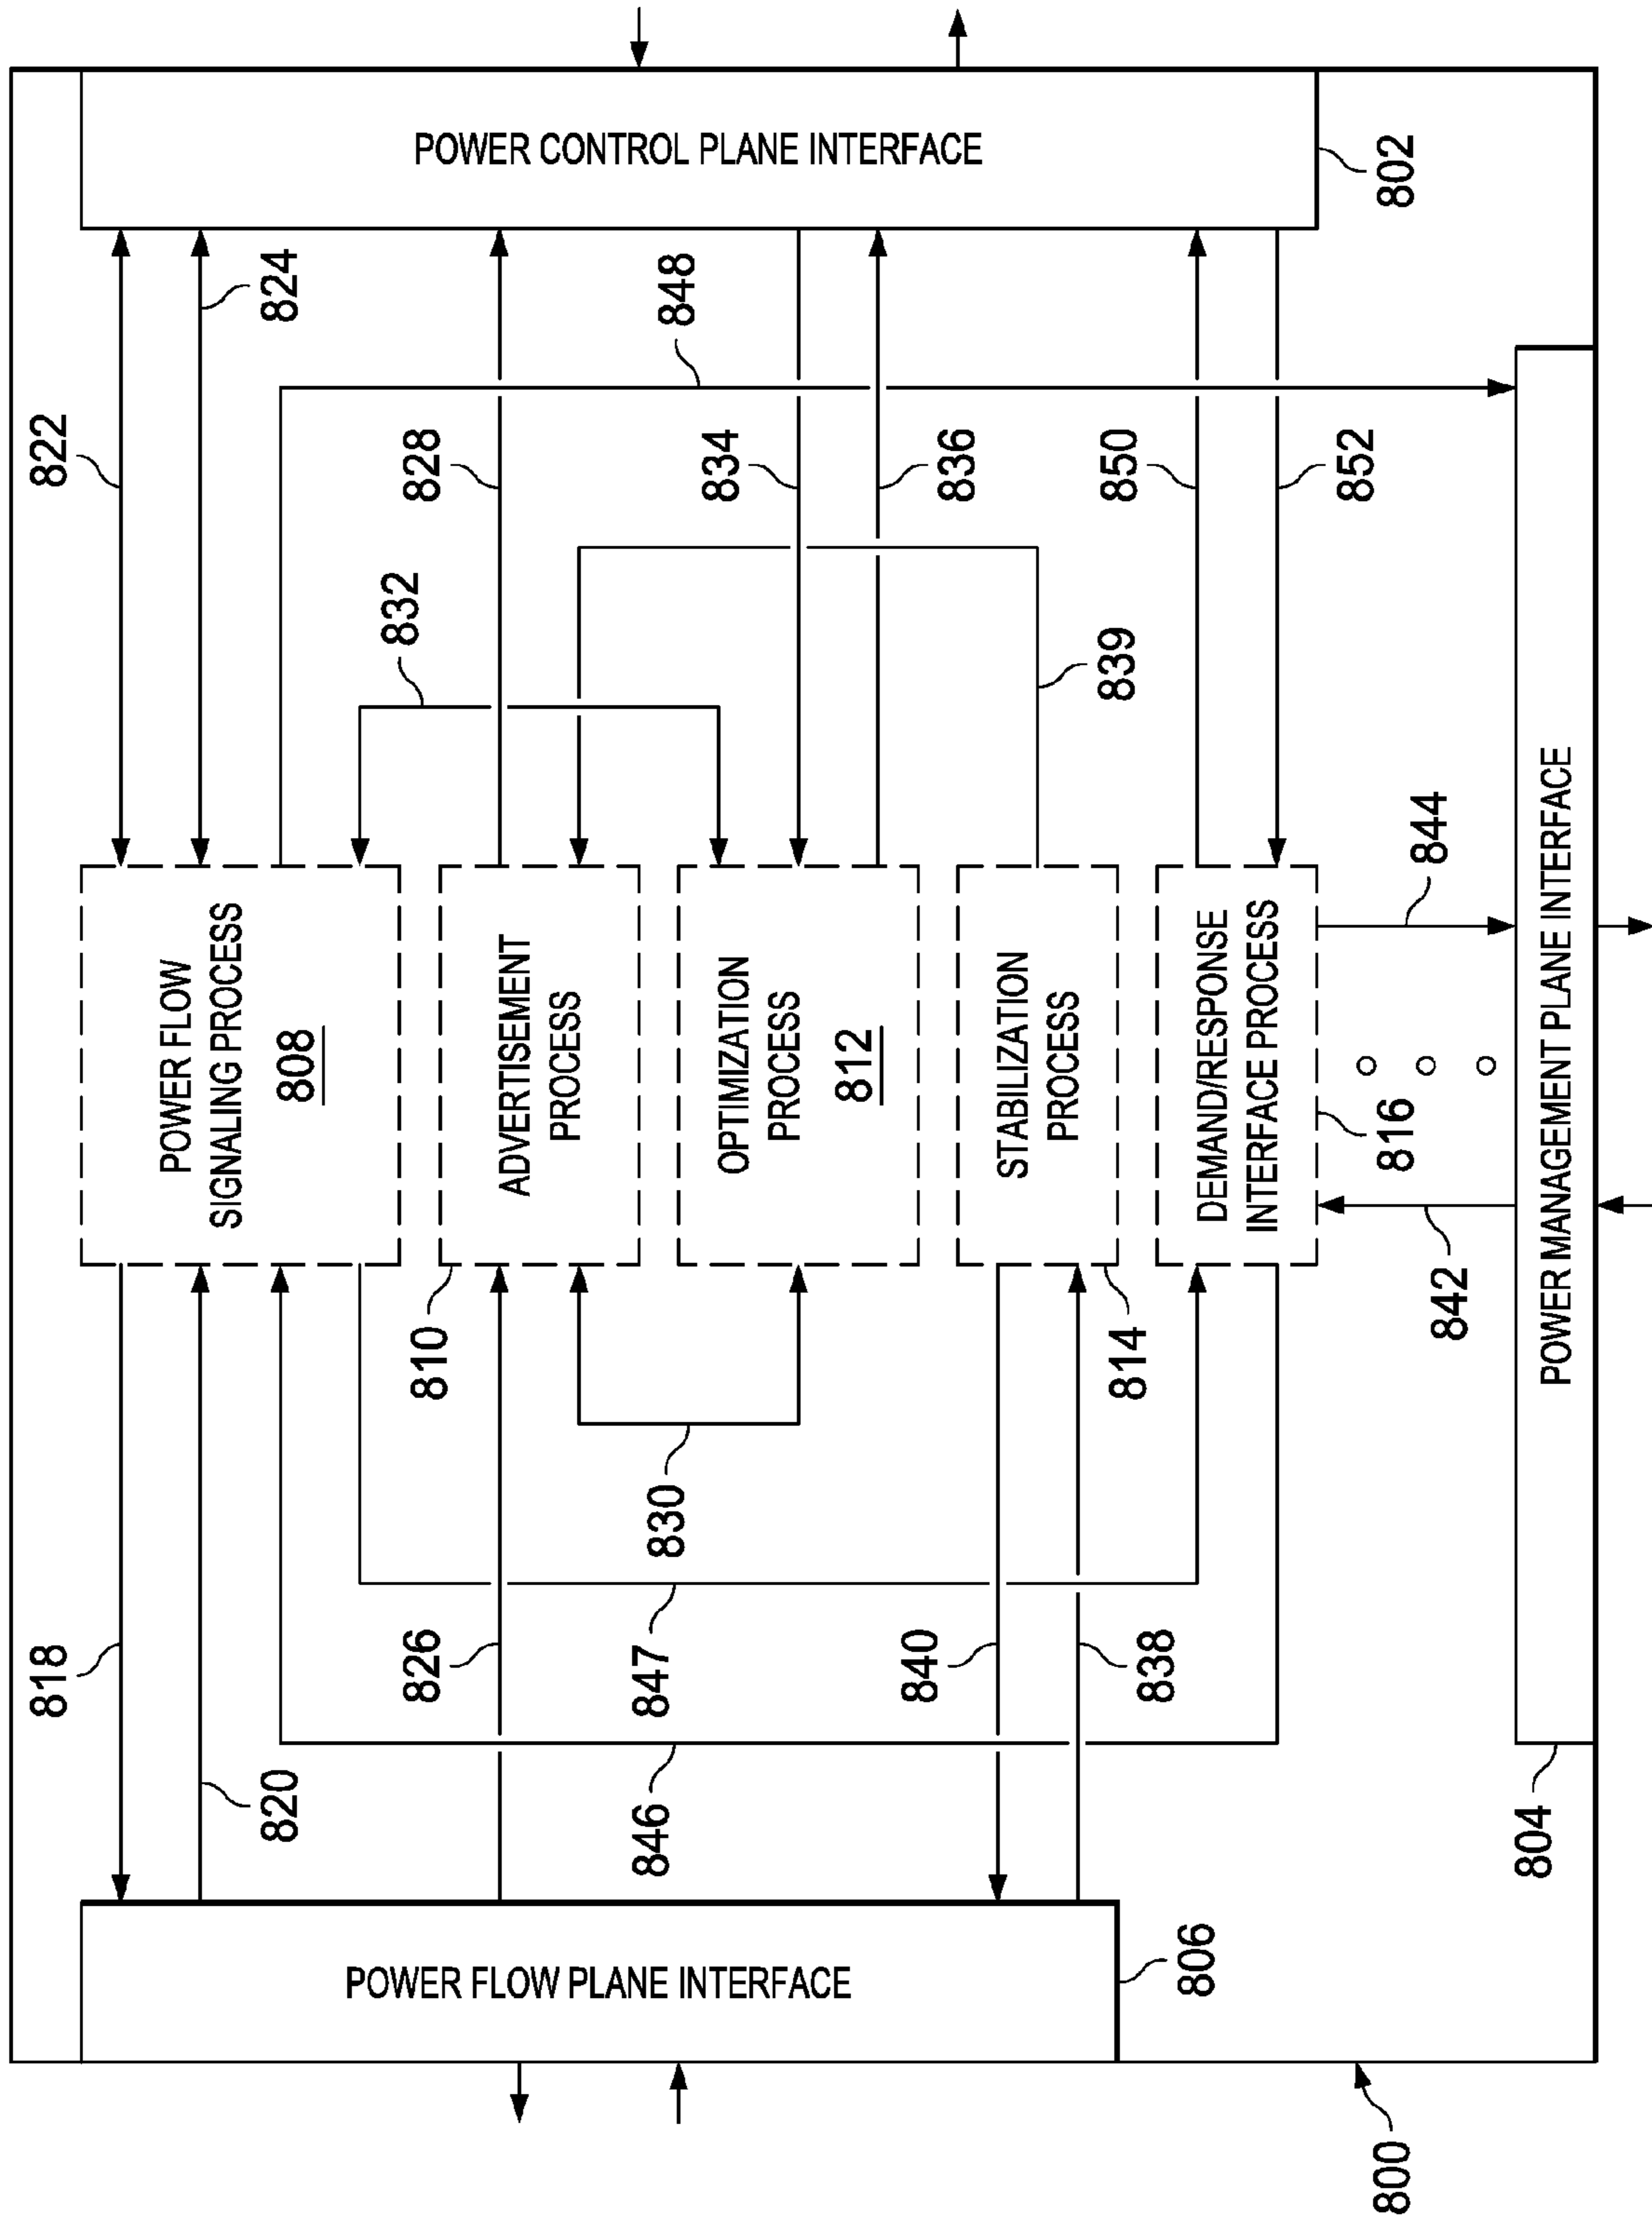 822
824
848
828
832
834
836
839
850
852
POWER CONTROL PLANE INTERFACE
802
POWER FLOW
SIGNALING PROCESS
808
ADVERTISEMENT
PROCESS
810
OPTIMIZATION
PROCESS
812
STABILIZATION
PROCESS
814
DEMAND/RESPONSE
INTERFACE PROCESS
816
844
842
818
820
826
830
847
846
840
838
POWER FLOW PLANE INTERFACE
806
POWER MANAGEMENT PLANE INTERFACE
804
800